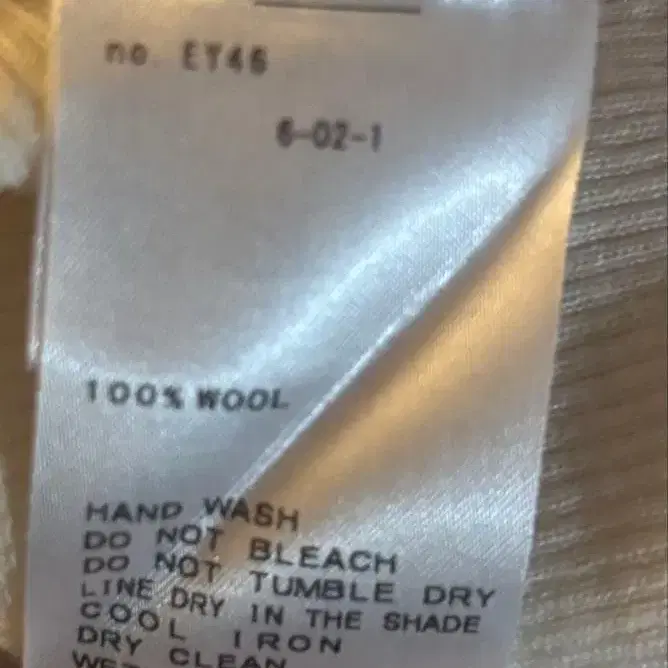 no. EY46
6-02-1
100% WOOL
HAND WASH
DO NOT BLEACH
DO NOT TUMBLE DRY
LINE DRY IN THE SHADE
COOL IRON
DRY CLEAN